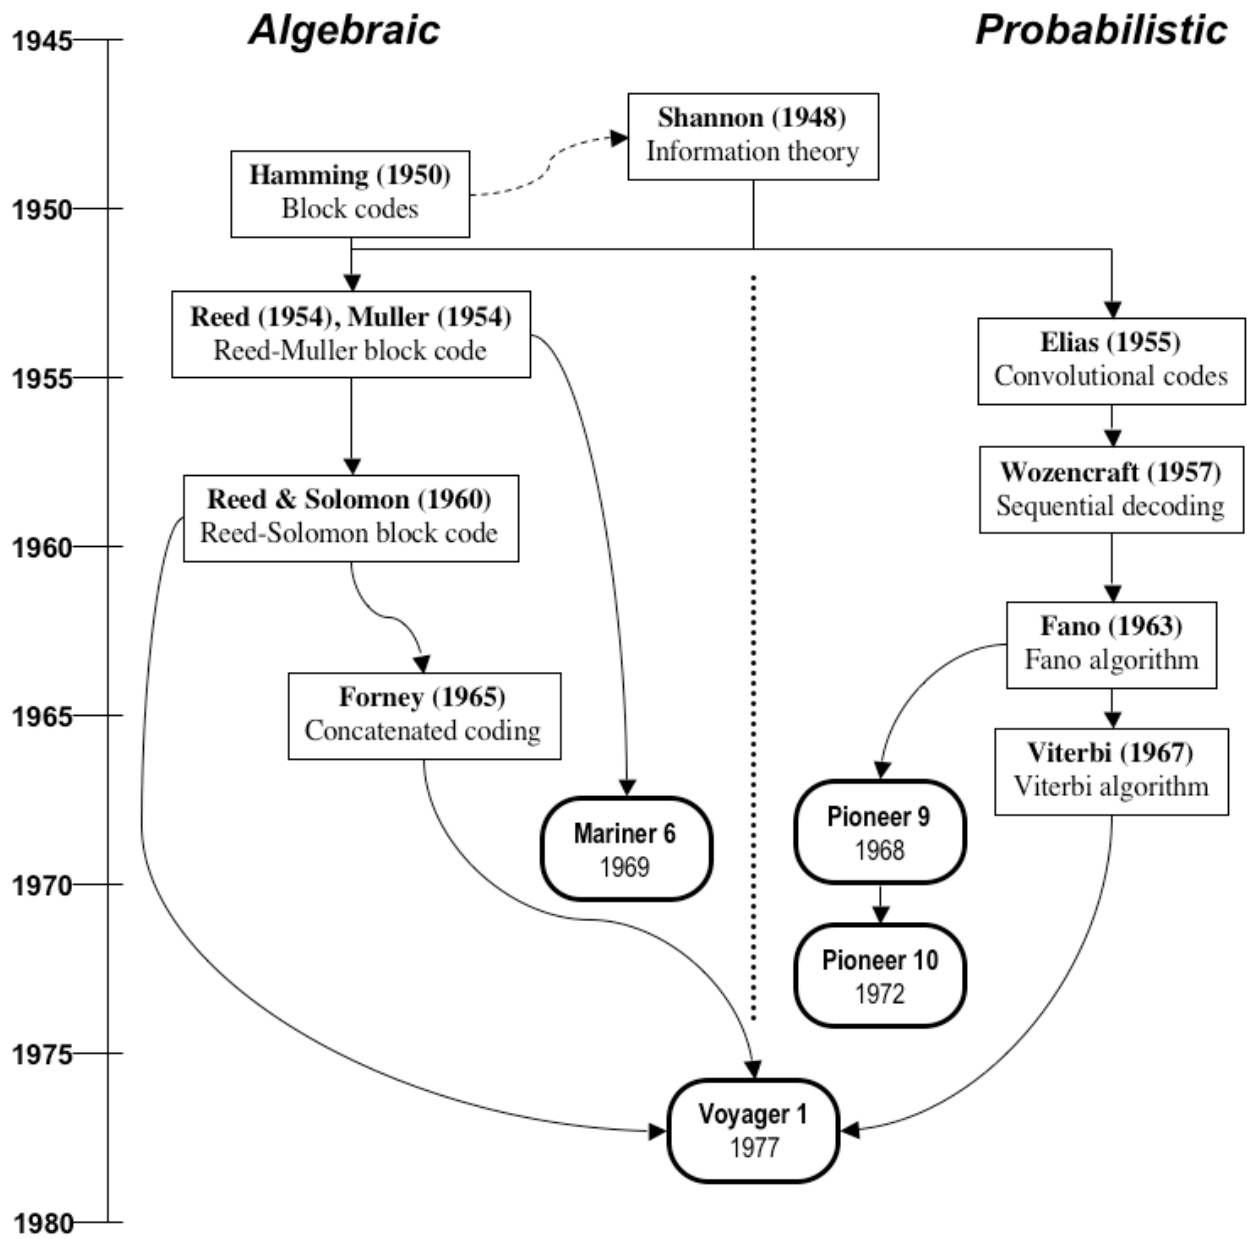 Algebraic
Probabilistic
1945
Shannon (1948)
Information theory
Hamming (1950)
Block codes
1950
Reed (1954), Muller (1954)
Reed-Muller block code
Elias (1955)
Convolutional codes
1955
Wozencraft (1957)
Sequential decoding
Reed & Solomon (1960)
Reed-Solomon block code
1960
Fano (1963)
Fano algorithm
Forney (1965)
Concatenated coding
1965
Viterbi (1967)
Viterbi algorithm
Mariner 6
1969
Pioneer 9
1968
1970
Pioneer 10
1972
1975
Voyager 1
1977
1980